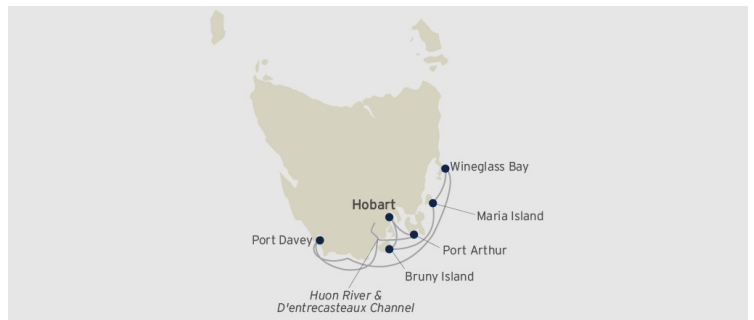 Wineglass Bay
Hobart
Maria Island
Port Davey
Port Arthur
Bruny Island
Huon River &
D'entrecasteaux Channel